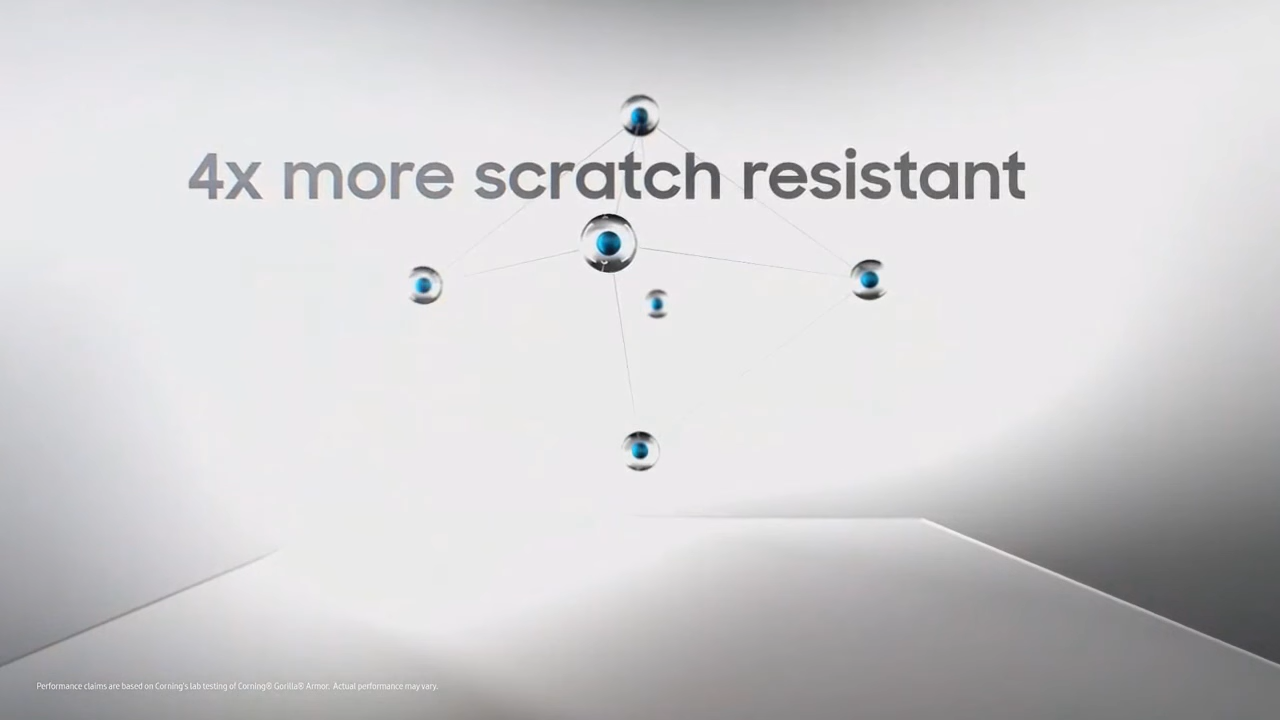 4x more scratch resistant
Performance claims are based on Corning's lab testing of Corning® Gorilla® Armor. Actual performance may vary.